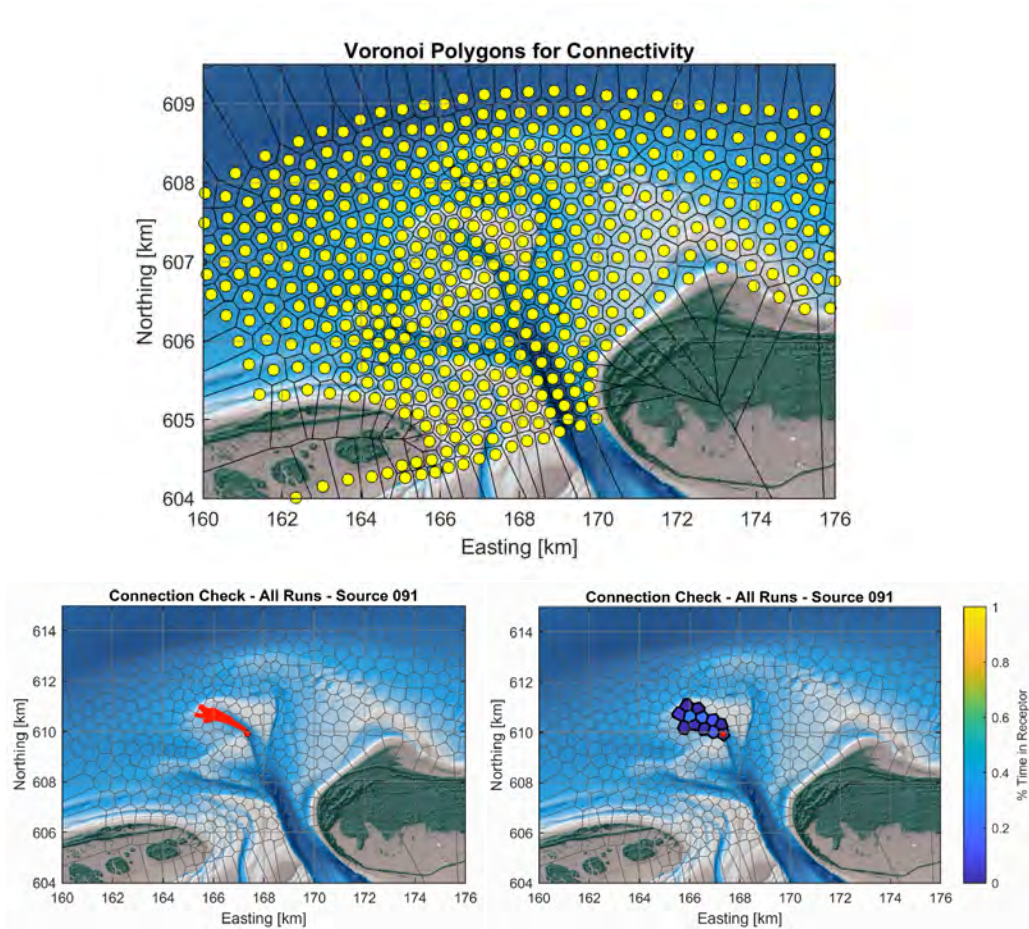 Voronoi Polygons for Connectivity
Northing [km]
609
608
607
606
605
604
160 162 164 166 168 170 172 174 176
Easting [km]
Connection Check - All Runs - Source 091
Northing [km]
614
612
610
608
606
604
160 162 164 166 168 170 172 174 176
Easting [km]
Connection Check - All Runs - Source 091
Northing [km]
614
612
610
608
606
604
160 162 164 166 168 170 172 174 176
Easting [km]
1
0.8
0.6
0.4
0.2
0
% Time in Receptor